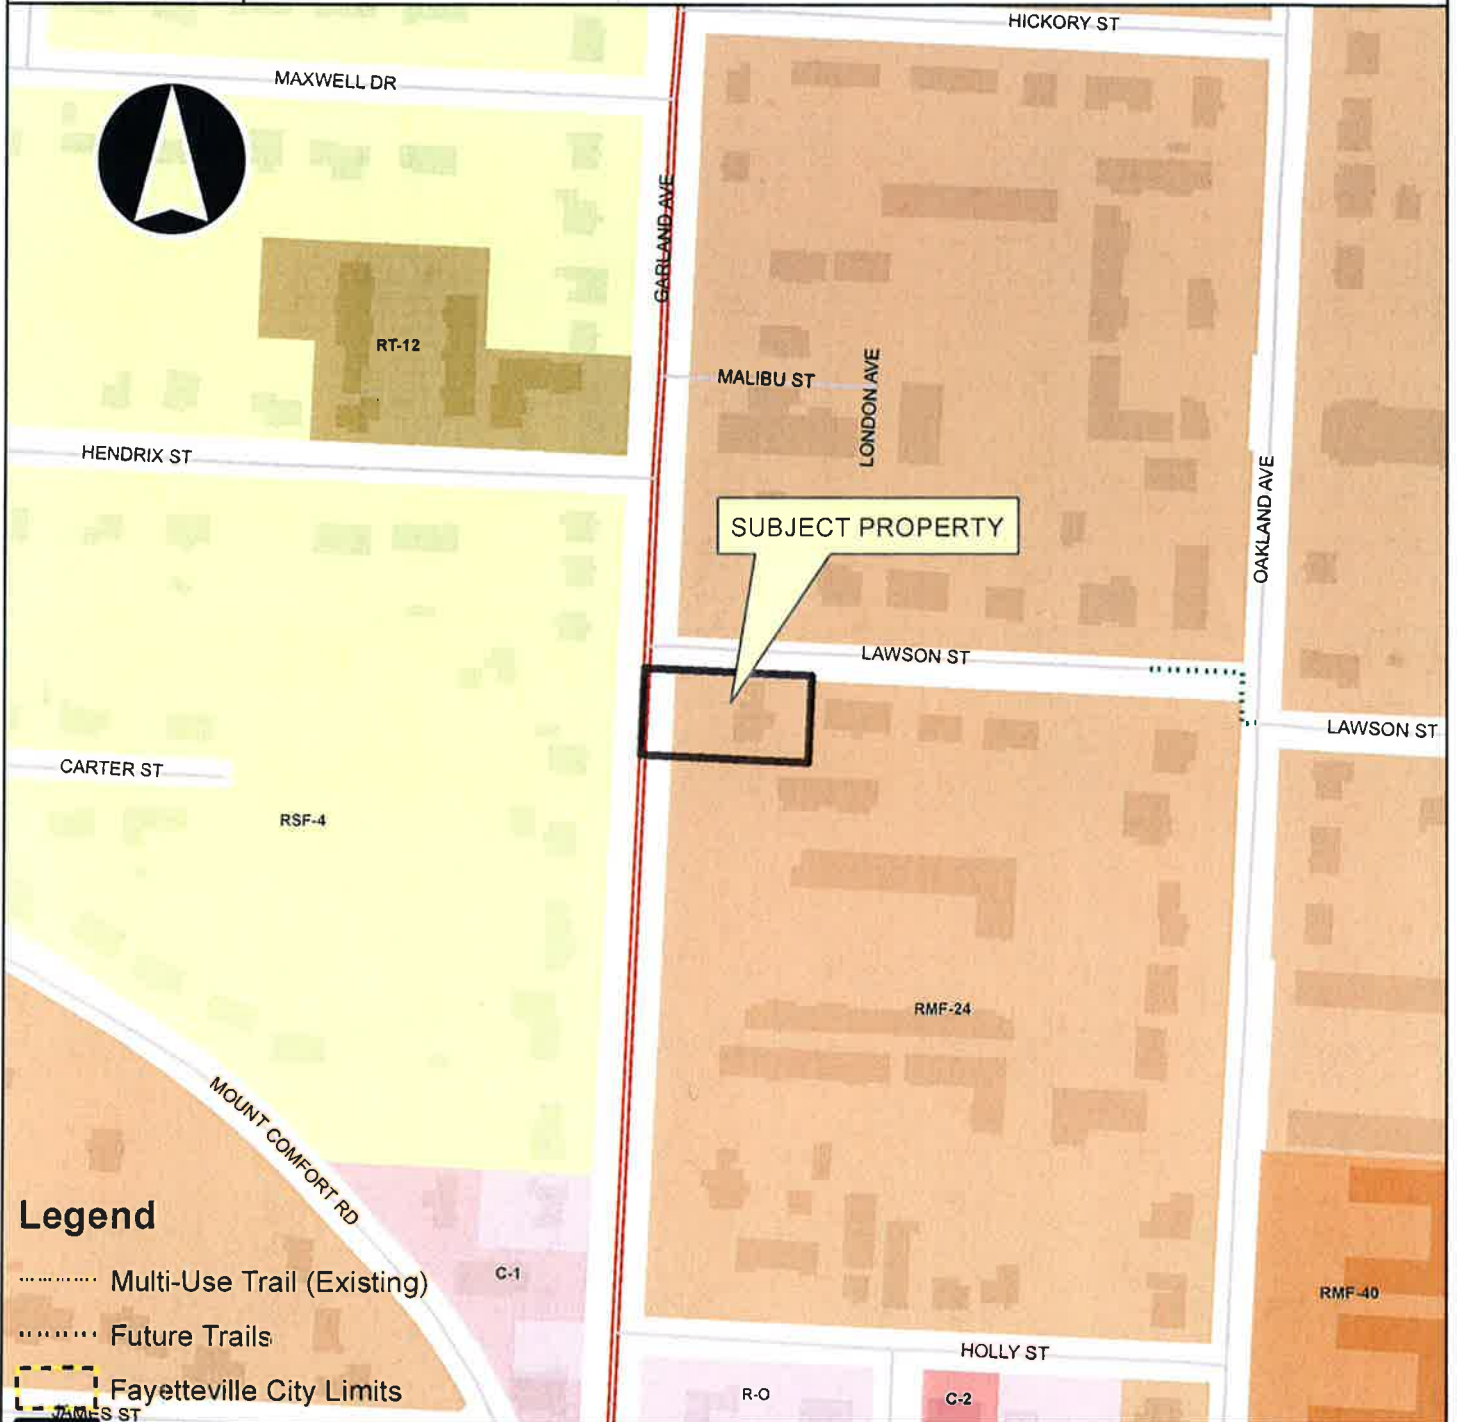 HICKORY ST
MAXWELL DR
GARLAND AVE
RT-12
MALIBU ST
LONDON AVE
HENDRIX ST
OAKLAND AVE
SUBJECT PROPERTY
LAWSON ST
LAWSON ST
CARTER ST
RSF-4
RMF-24
MOUNT COMFORT RD
Legend
C-1
Multi-Use Trail (Existing)
RMF-40
Future Trails
HOLLY ST
Fayetteville City Limits
R-O
C-2
JAMES ST